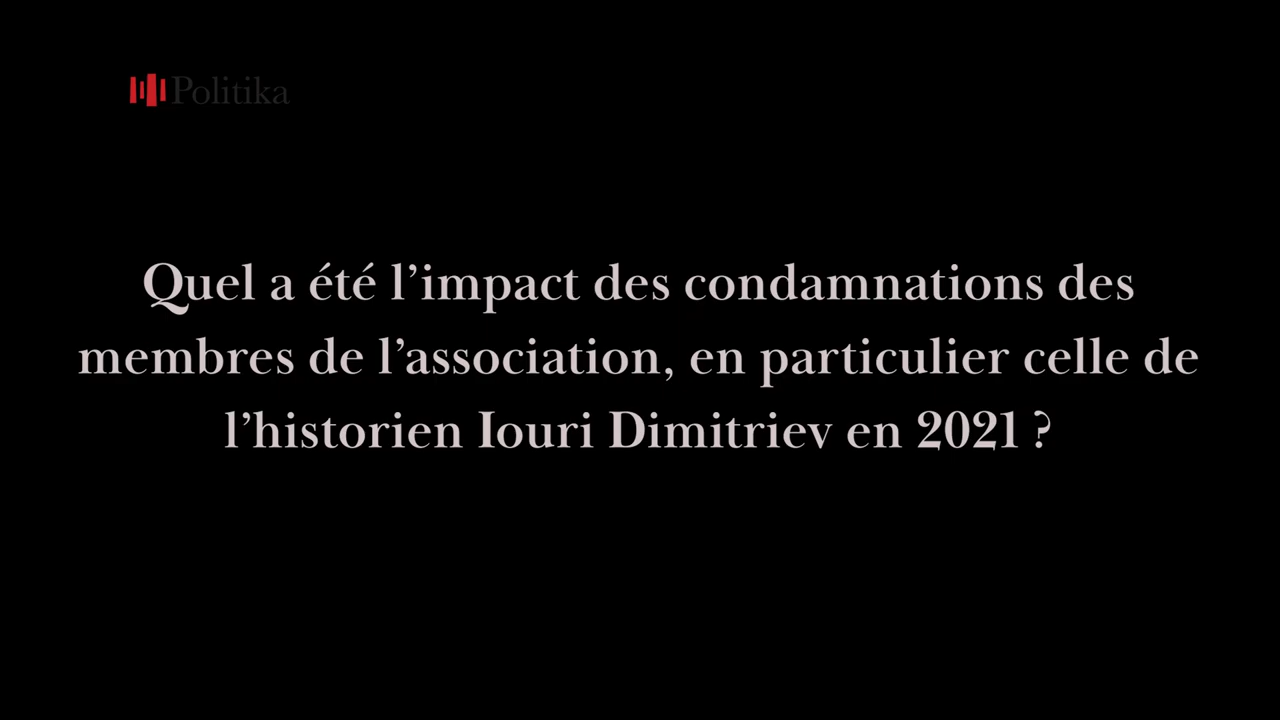 Politika
Quel a été l’impact des condamnations des
membres de l’association, en particulier celle de
l’historien Iouri Dimitriev en 2021 ?